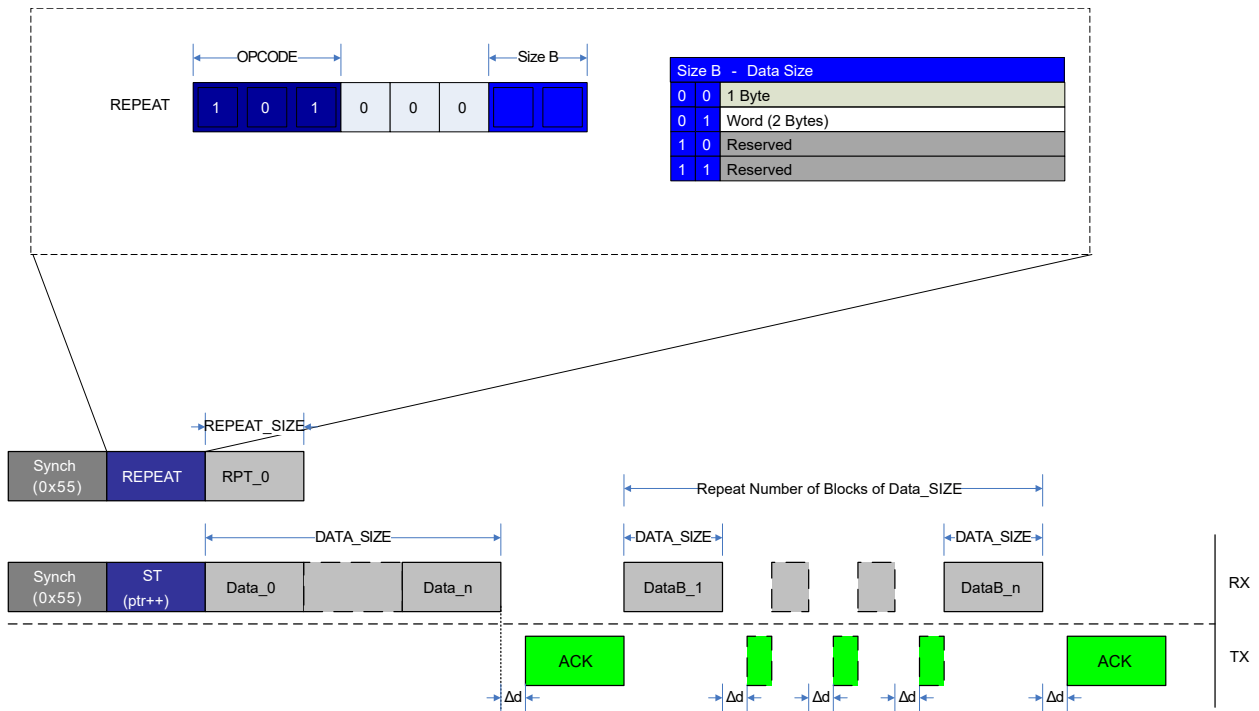 OPCODE
Size B
REPEAT
1 0 1 0 0 0
Size B - Data Size
0 0 1 Byte
0 1 Word (2 Bytes)
1 0 Reserved
1 1 Reserved
REPEAT_SIZE
Synch
(0x55)
REPEAT
RPT_0
Repeat Number of Blocks of Data_SIZE
DATA_SIZE
DATA_SIZE
DATA_SIZE
Synch
(0x55)
ST
(ptr++)
Data_0
Data_n
DataB_1
DataB_n
RX
ACK
ACK
TX
Δd
Δd
Δd
Δd
Δd